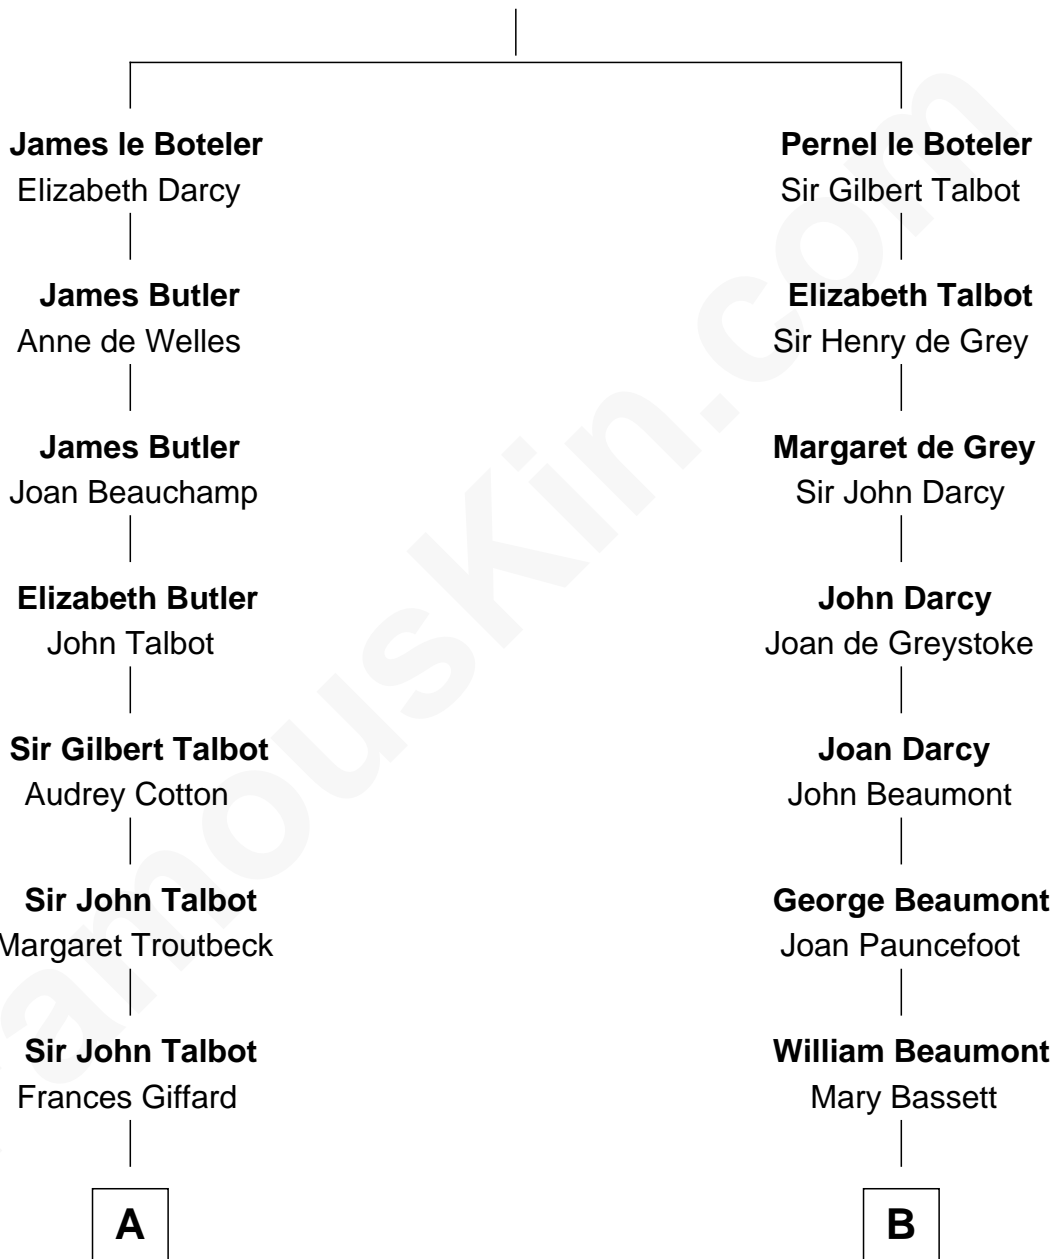 James le Boteler
Elizabeth Darcy
James Butler
Anne de Welles
James Butler
Joan Beauchamp
Elizabeth Butler
John Talbot
Sir Gilbert Talbot
Audrey Cotton
Sir John Talbot
Margaret Troutbeck
Sir John Talbot
Frances Giffard
A
Pernel le Boteler
Sir Gilbert Talbot
Elizabeth Talbot
Sir Henry de Grey
Margaret de Grey
Sir John Darcy
John Darcy
Joan de Greystoke
Joan Darcy
John Beaumont
George Beaumont
Joan Pauncefoot
William Beaumont
Mary Bassett
B
amouskin.com